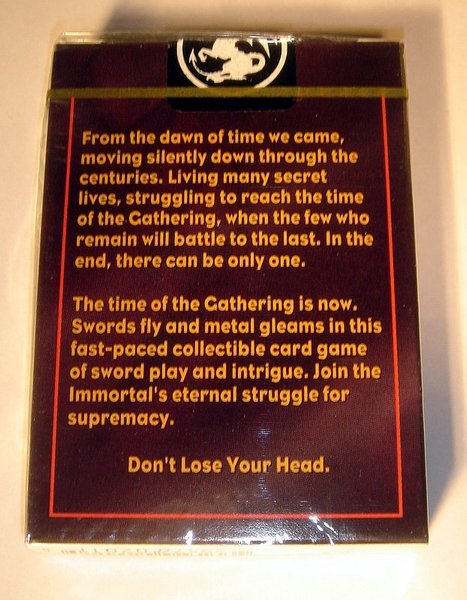 From the dawn of time we came,
moving silently down through the
centuries. Living many secret
lives, struggling to reach the time
of the Gathering, when the few who
remain will battle to the last. In the
end, there can be only one.
The time of the Gathering is now.
Swords fly and metal gleams in this
fast-paced collectible card game
of sword play and intrigue. Join the
Immortal's eternal struggle for
supremacy.
Don't Lose Your Head.